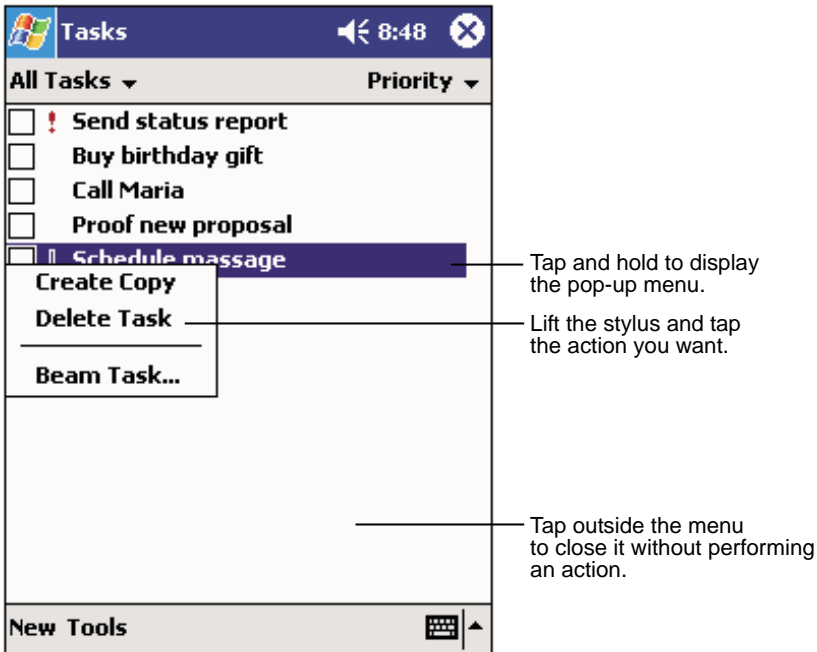 Tasks 8:48
All Tasks Priority
! Send status report
Buy birthday gift
Call Maria
Proof new proposal
Schedule massage
Create Copy
Delete Task
Beam Task...
Tap and hold to display
the pop-up menu.
Lift the stylus and tap
the action you want.
Tap outside the menu
to close it without performing
an action.
New Tools